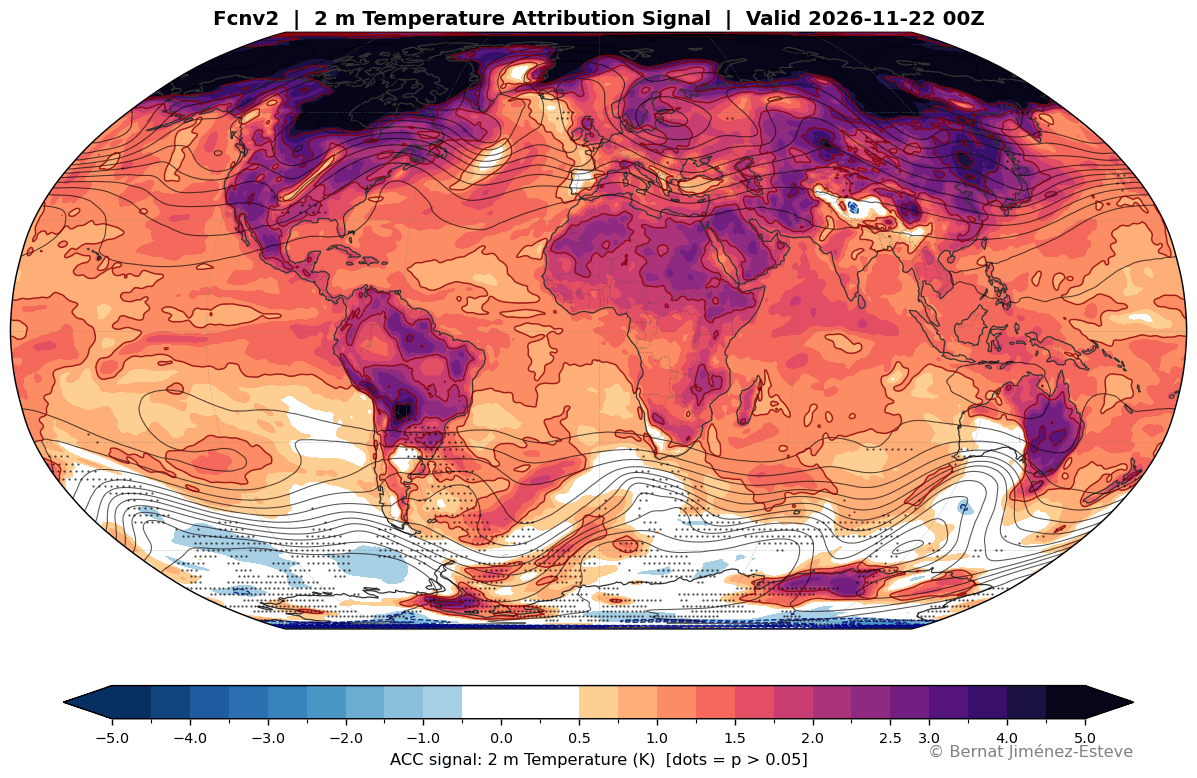 Fcnv2 | 2 m Temperature Attribution Signal | Valid 2026-11-22 00Z
−5.0 −4.0 −3.0 −2.0 −1.0 0.0 0.5 1.0 1.5 2.0 2.5 3.0 4.0 5.0
© Bernat Jiménez-Esteve
ACC signal: 2 m Temperature (K) [dots = p > 0.05]